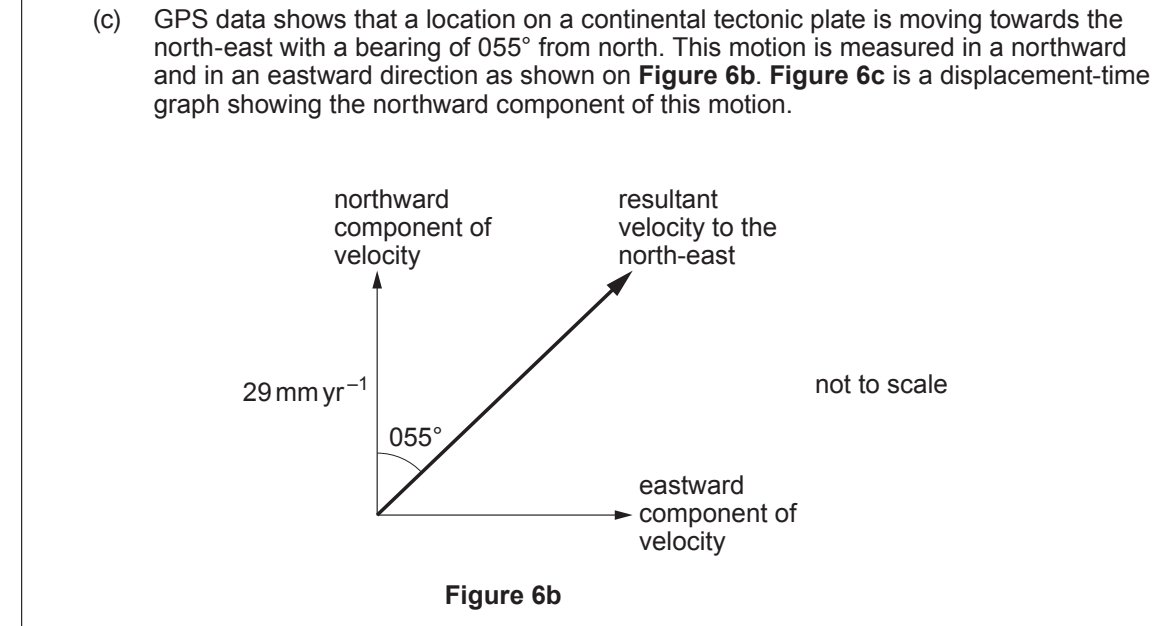 (c) GPS data shows that a location on a continental tectonic plate is moving towards the
north-east with a bearing of 055° from north. This motion is measured in a northward
and in an eastward direction as shown on Figure 6b. Figure 6c is a displacement-time
graph showing the northward component of this motion.
northward
component of
velocity
resultant
velocity to the
north-east
29 mm yr⁻¹
not to scale
055°
eastward
component of
velocity
Figure 6b